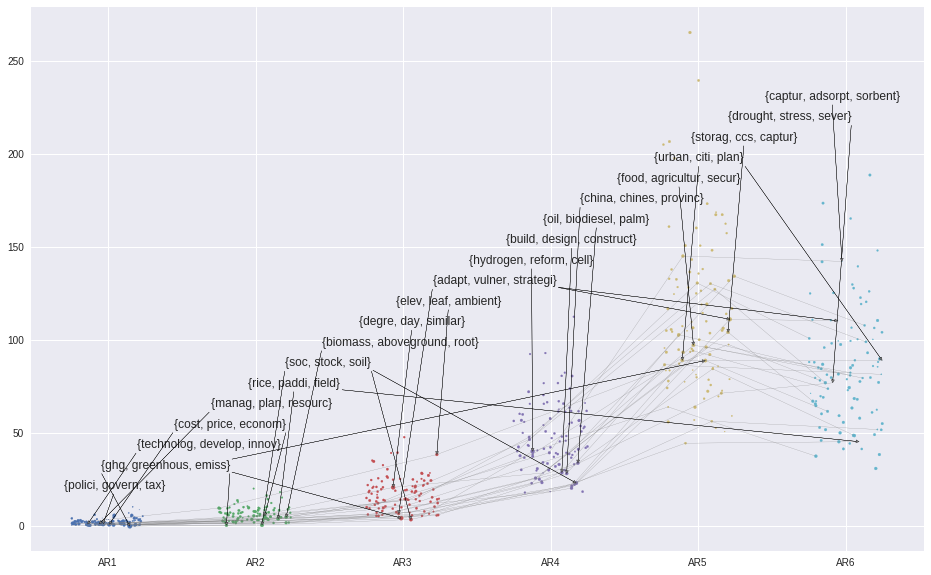 250
{captur, adsorpt, sorbent}
{drought, stress, sever}
{storag, ccs, captur}
200
{urban, citi, plan}
{food, agricultur, secur}
{china, chines, provinc}
{oil, biodiesel, palm}
150
{build, design, construct}
{hydrogen, reform, cell}
{adapt, vulner, strategi}
{elev, leaf, ambient}
{degre, day, similar}
100
{biomass, aboveground, root}
{soc, stock, soil}
{rice, paddi, field}
{manag, plan, resourc}
{cost, price, econom}
50
{technolog, develop, innov}
{ghg, greenhous, emiss}
{polici, govern, tax}
0
AR1 AR2 AR3 AR4 AR5 AR6